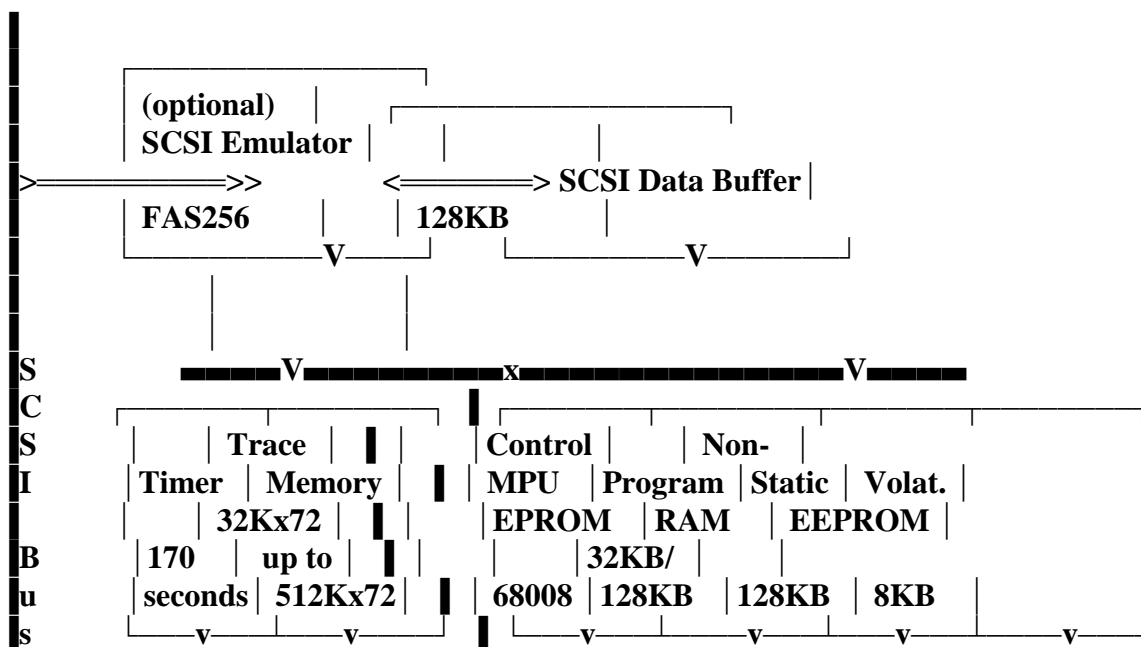 (optional)
SCSI Emulator
>═══════════>> <════════> SCSI Data Buffer
FAS256 128KB
V V
S V x V
C
S Trace Control Non-
I Timer Memory MPU Program Static Volat.
32Kx72 EPROM RAM EEPROM
B 170 up to 32KB/
u seconds 512Kx72 68008 128KB 128KB 8KB
s v v v v v v